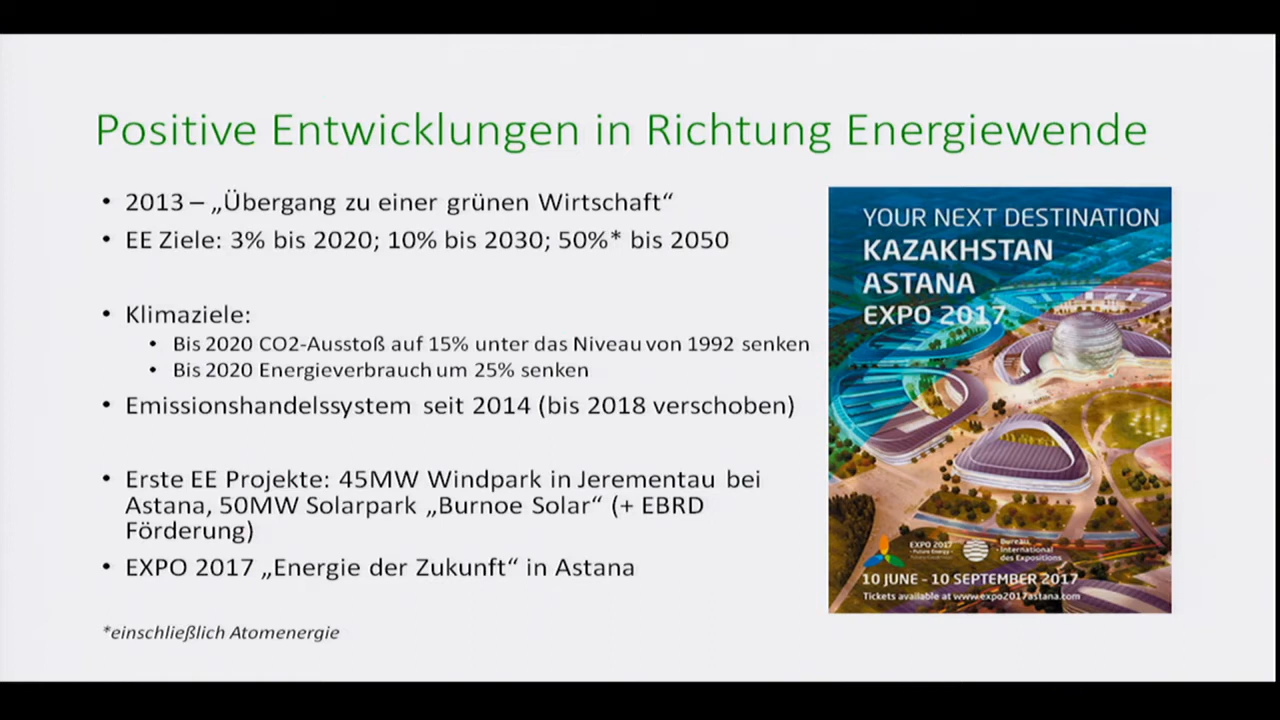 Positive Entwicklungen in Richtung Energiewende
• 2013 – „Übergang zu einer grünen Wirtschaft“
• EE Ziele: 3% bis 2020; 10% bis 2030; 50%* bis 2050
• Klimaziele:
• Bis 2020 CO2-Ausstoß auf 15% unter das Niveau von 1992 senken
• Bis 2020 Energieverbrauch um 25% senken
• Emissionshandelssystem seit 2014 (bis 2018 verschoben)
• Erste EE Projekte: 45MW Windpark in Jerementau bei
Astana, 50MW Solarpark „Burnoe Solar“ (+ EBRD
Förderung)
• EXPO 2017 „Energie der Zukunft“ in Astana
*einschließlich Atomenergie
YOUR NEXT DESTINATION
KAZAKHSTAN
ASTANA
EXPO 2017
EXPO 2017
Future Energy
Bureau
International
des Expositions
10 JUNE - 10 SEPTEMBER 2017
Tickets available at www.expo2017astana.com